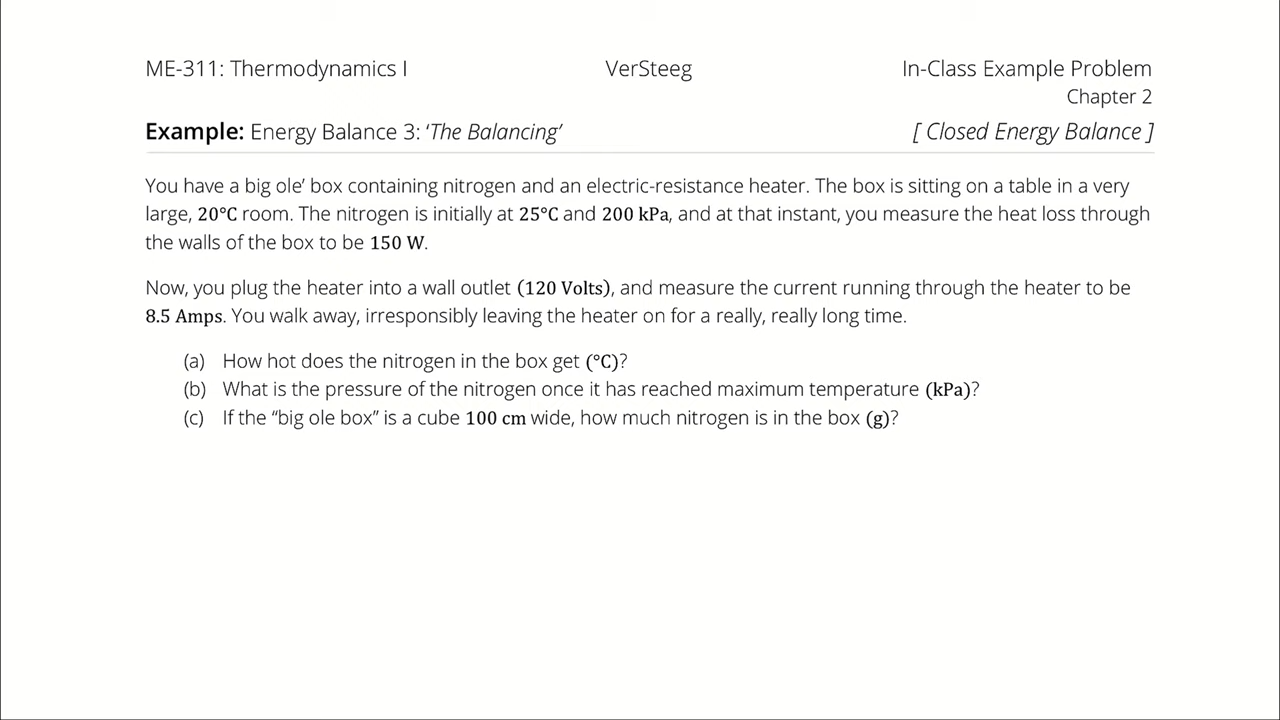 ME-311: Thermodynamics I VerSteeg In-Class Example Problem
Chapter 2
Example: Energy Balance 3: ‘The Balancing’ [ Closed Energy Balance ]
You have a big ole’ box containing nitrogen and an electric-resistance heater. The box is sitting on a table in a very
large, 20°C room. The nitrogen is initially at 25°C and 200 kPa, and at that instant, you measure the heat loss through
the walls of the box to be 150 W.
Now, you plug the heater into a wall outlet (120 Volts), and measure the current running through the heater to be
8.5 Amps. You walk away, irresponsibly leaving the heater on for a really, really long time.
(a) How hot does the nitrogen in the box get (°C)?
(b) What is the pressure of the nitrogen once it has reached maximum temperature (kPa)?
(c) If the “big ole box” is a cube 100 cm wide, how much nitrogen is in the box (g)?